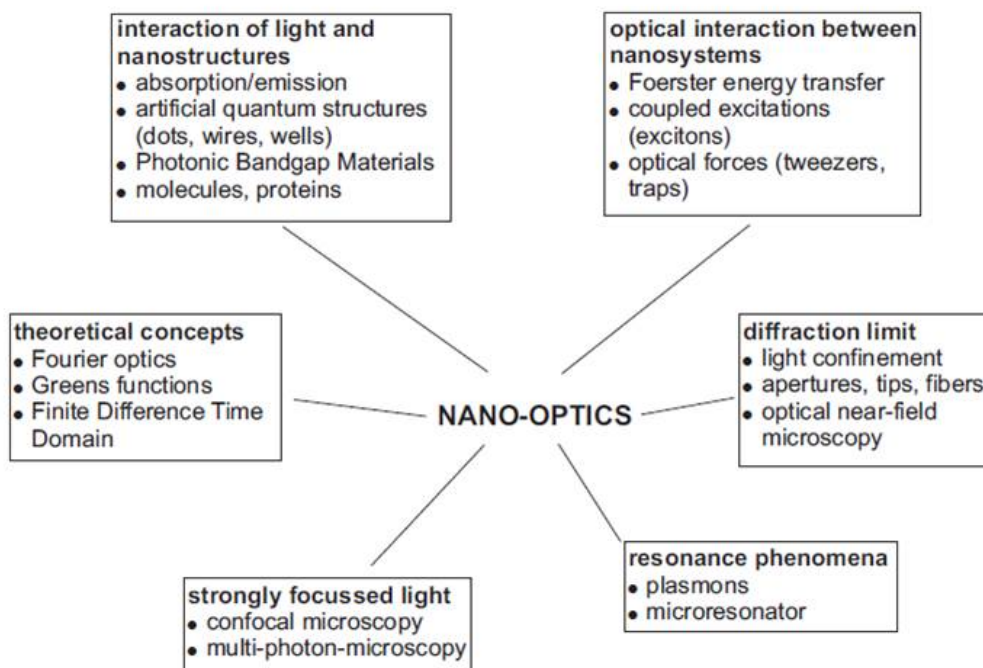 interaction of light and
nanostructures
● absorption/emission
● artificial quantum structures
(dots, wires, wells)
● Photonic Bandgap Materials
● molecules, proteins
optical interaction between
nanosystems
● Foerster energy transfer
● coupled excitations
(excitons)
● optical forces (tweezers,
traps)
theoretical concepts
● Fourier optics
● Greens functions
● Finite Difference Time
Domain
NANO-OPTICS
diffraction limit
● light confinement
● apertures, tips, fibers
● optical near-field
microscopy
strongly focussed light
● confocal microscopy
● multi-photon-microscopy
resonance phenomena
● plasmons
● microresonator